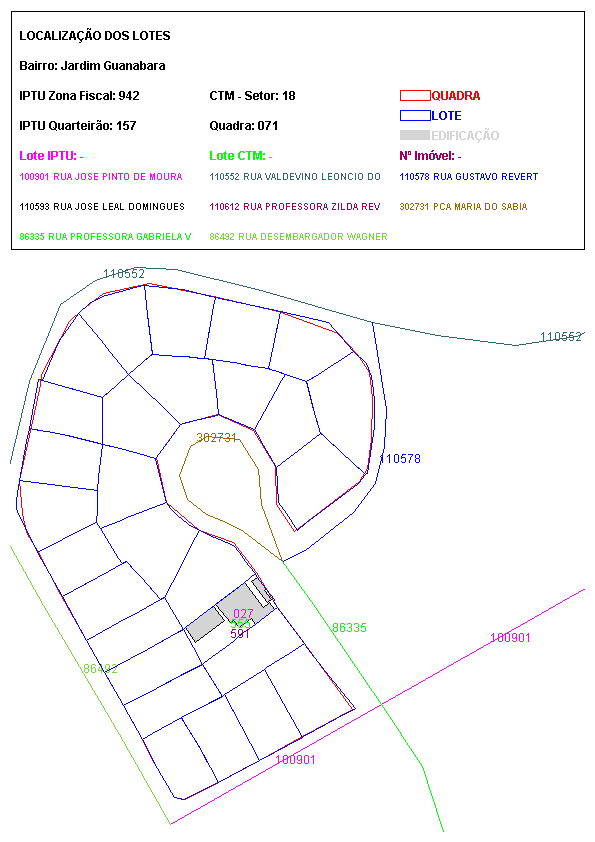 LOCALIZAÇÃO DOS LOTES
Bairro: Jardim Guanabara
IPTU Zona Fiscal: 942 CTM - Setor: 18 QUADRA
LOTE
IPTU Quarteirão: 157 Quadra: 071 EDIFICAÇÃO
Lote IPTU: - Lote CTM: - Nº Imóvel: -
100901 RUA JOSE PINTO DE MOURA 110552 RUA VALDEVINO LEONCIO DO 110578 RUA GUSTAVO REVERT
110593 RUA JOSE LEAL DOMINGUES 110612 RUA PROFESSORA ZILDA REV 302731 PCA MARIA DO SABIA
86335 RUA PROFESSORA GABRIELA V 86492 RUA DESEMBARGADOR WAGNER
110552
110552
302731
110578
027
591
86335
100901
86492
100901